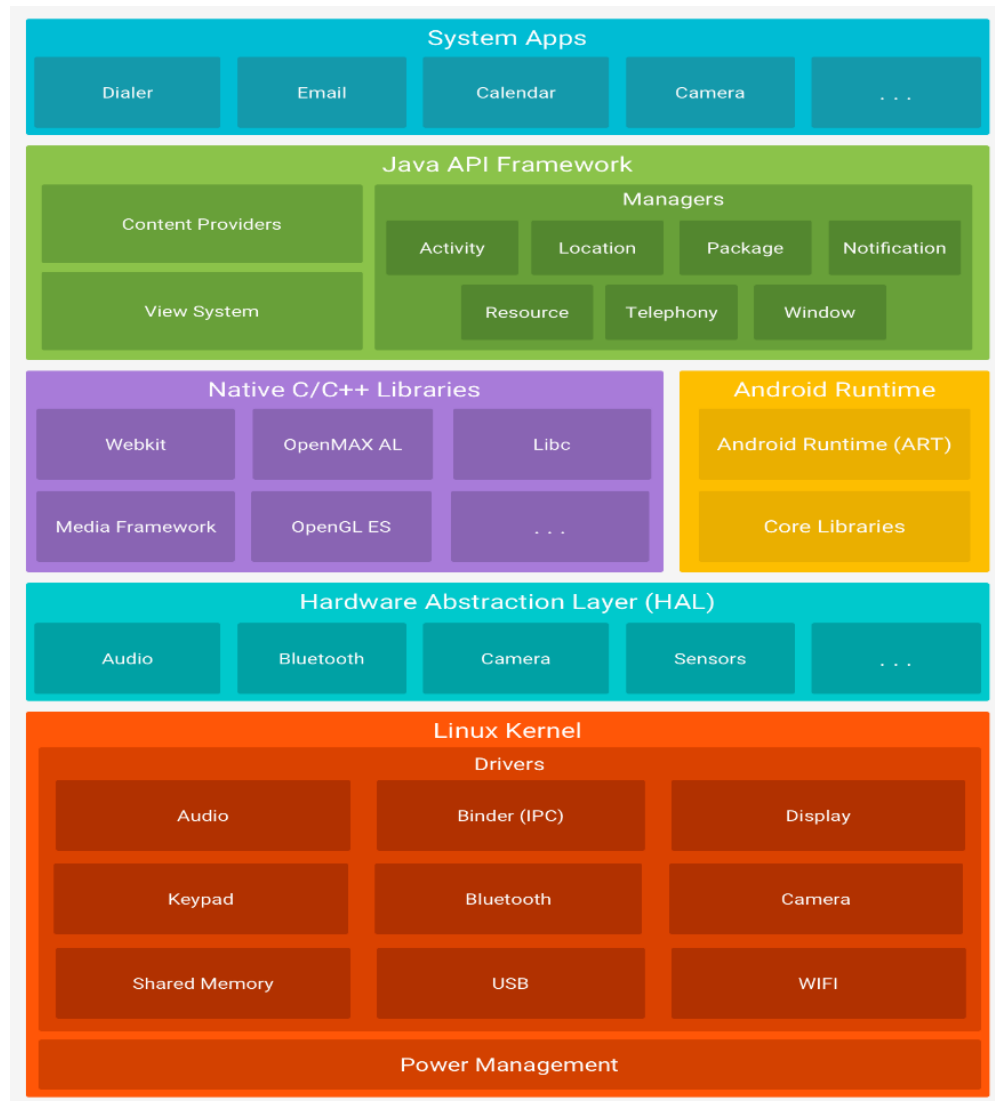 System Apps
Dialer Email Calendar Camera . . .
Java API Framework
Content Providers
View System
Managers
Activity Location Package Notification
Resource Telephony Window
Native C/C++ Libraries
Webkit OpenMAX AL Libc
Media Framework OpenGL ES . . .
Android Runtime
Android Runtime (ART)
Core Libraries
Hardware Abstraction Layer (HAL)
Audio Bluetooth Camera Sensors . . .
Linux Kernel
Drivers
Audio Binder (IPC) Display
Keypad Bluetooth Camera
Shared Memory USB WIFI
Power Management